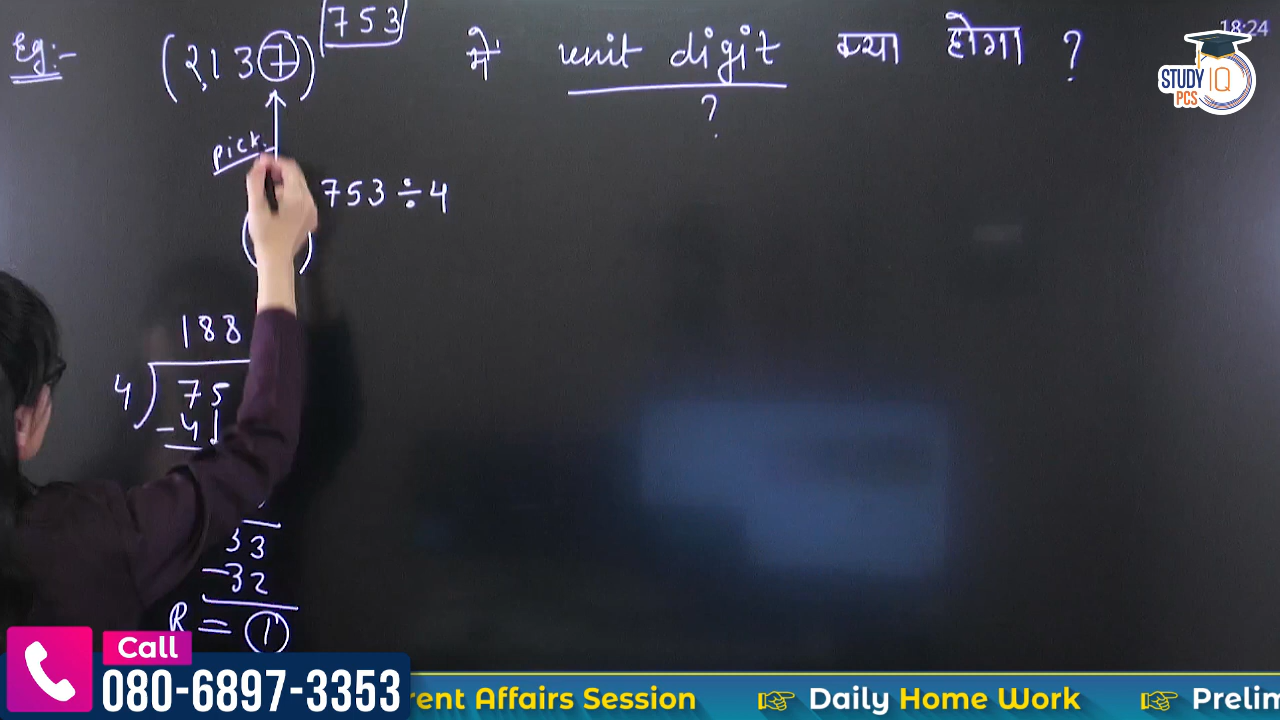 Eg:- (2137)^753 में unit digit क्या होगा ?
?
pick
753 ÷ 4
188
4 ) 75
-4
33
-32
R = 1
18:24
STUDY IQ
PCS
Call
080-6897-3353
rent Affairs Session Daily Home Work Prelim